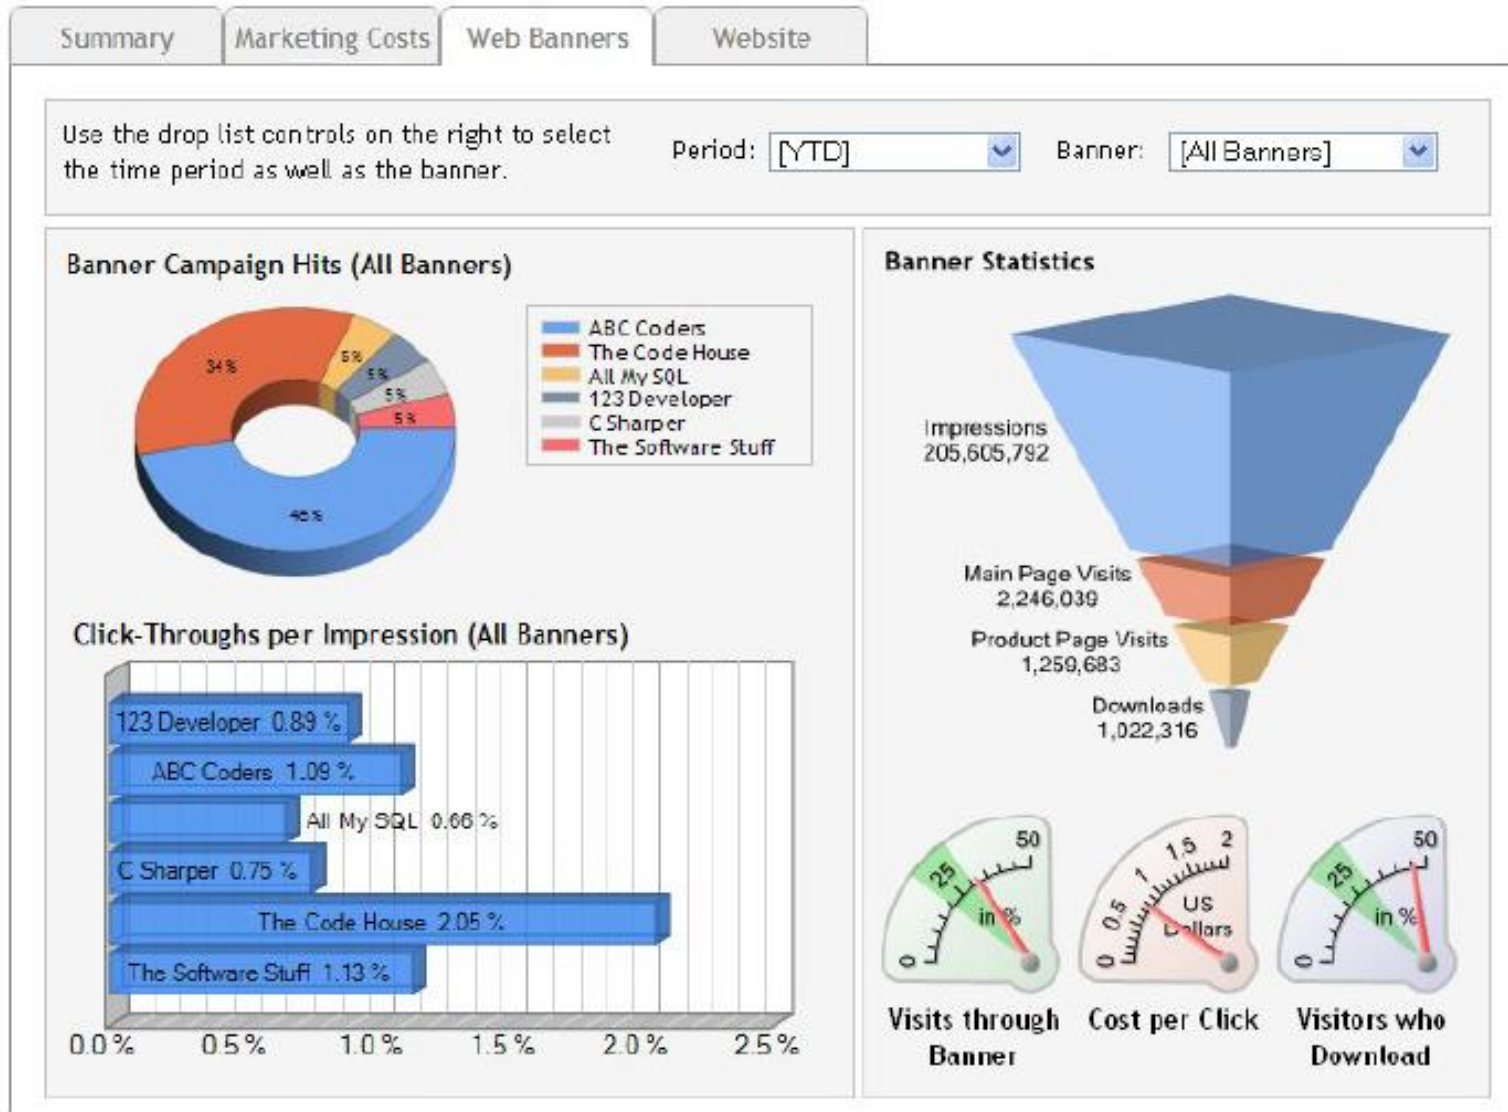 Summary
Marketing Costs
Web Banners
Website
Use the drop list controls on the right to select
the time period as well as the banner.
Period:
[YTD]
Banner:
[All Banners]
Banner Campaign Hits (All Banners)
34%
5%
5%
5%
5%
46%
ABC Coders
The Code House
All My SQL
123 Developer
C Sharper
The Software Stuff
Click-Throughs per Impression (All Banners)
123 Developer 0.89 %
ABC Coders 1.09 %
All My SQL 0.66 %
C Sharper 0.75 %
The Code House 2.05 %
The Software Stuff 1.13 %
0.0 % 0.5 % 1.0 % 1.5 % 2.0 % 2.5 %
Banner Statistics
Impressions
205,605,792
Main Page Visits
2,246,039
Product Page Visits
1,259,683
Downloads
1,022,316
0 25 50
in %
Visits through
Banner
0 0.5 1 1.5 2
US
Dollars
Cost per Click
0 25 50
in %
Visitors who
Download